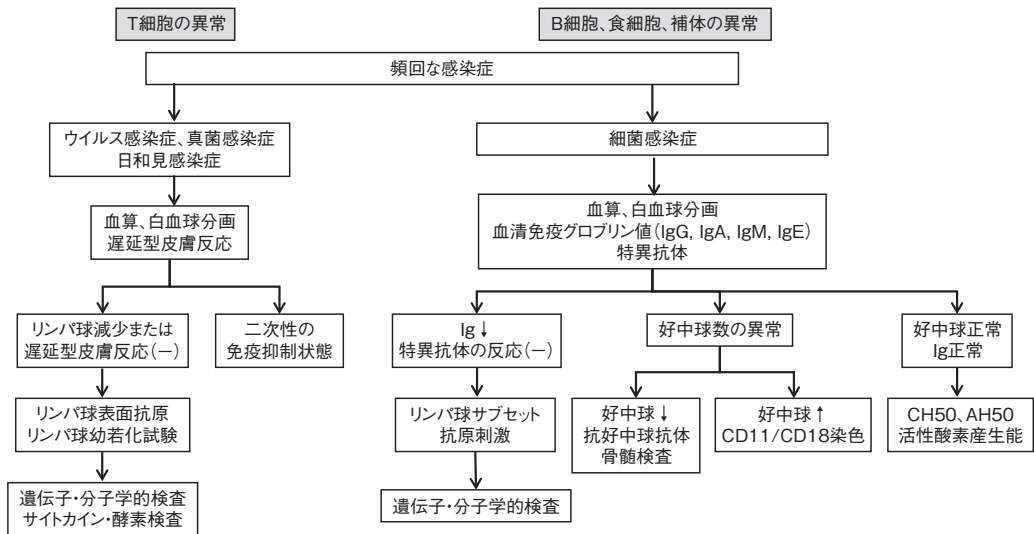 T細胞の異常
B細胞、食細胞、補体の異常
頻回な感染症
ウイルス感染症、真菌感染症
日和見感染症
細菌感染症
血算、白血球分画
遅延型皮膚反応
血算、白血球分画
血清免疫グロブリン値(IgG, IgA, IgM, IgE)
特異抗体
リンパ球減少または
遅延型皮膚反応(－)
二次性の
免疫抑制状態
Ig↓
特異抗体の反応(－)
好中球数の異常
好中球正常
Ig正常
リンパ球表面抗原
リンパ球幼若化試験
リンパ球サブセット
抗原刺激
好中球↓
抗好中球抗体
骨髄検査
好中球↑
CD11/CD18染色
CH50、AH50
活性酸素産生能
遺伝子・分子学的検査
サイトカイン・酵素検査
遺伝子・分子学的検査